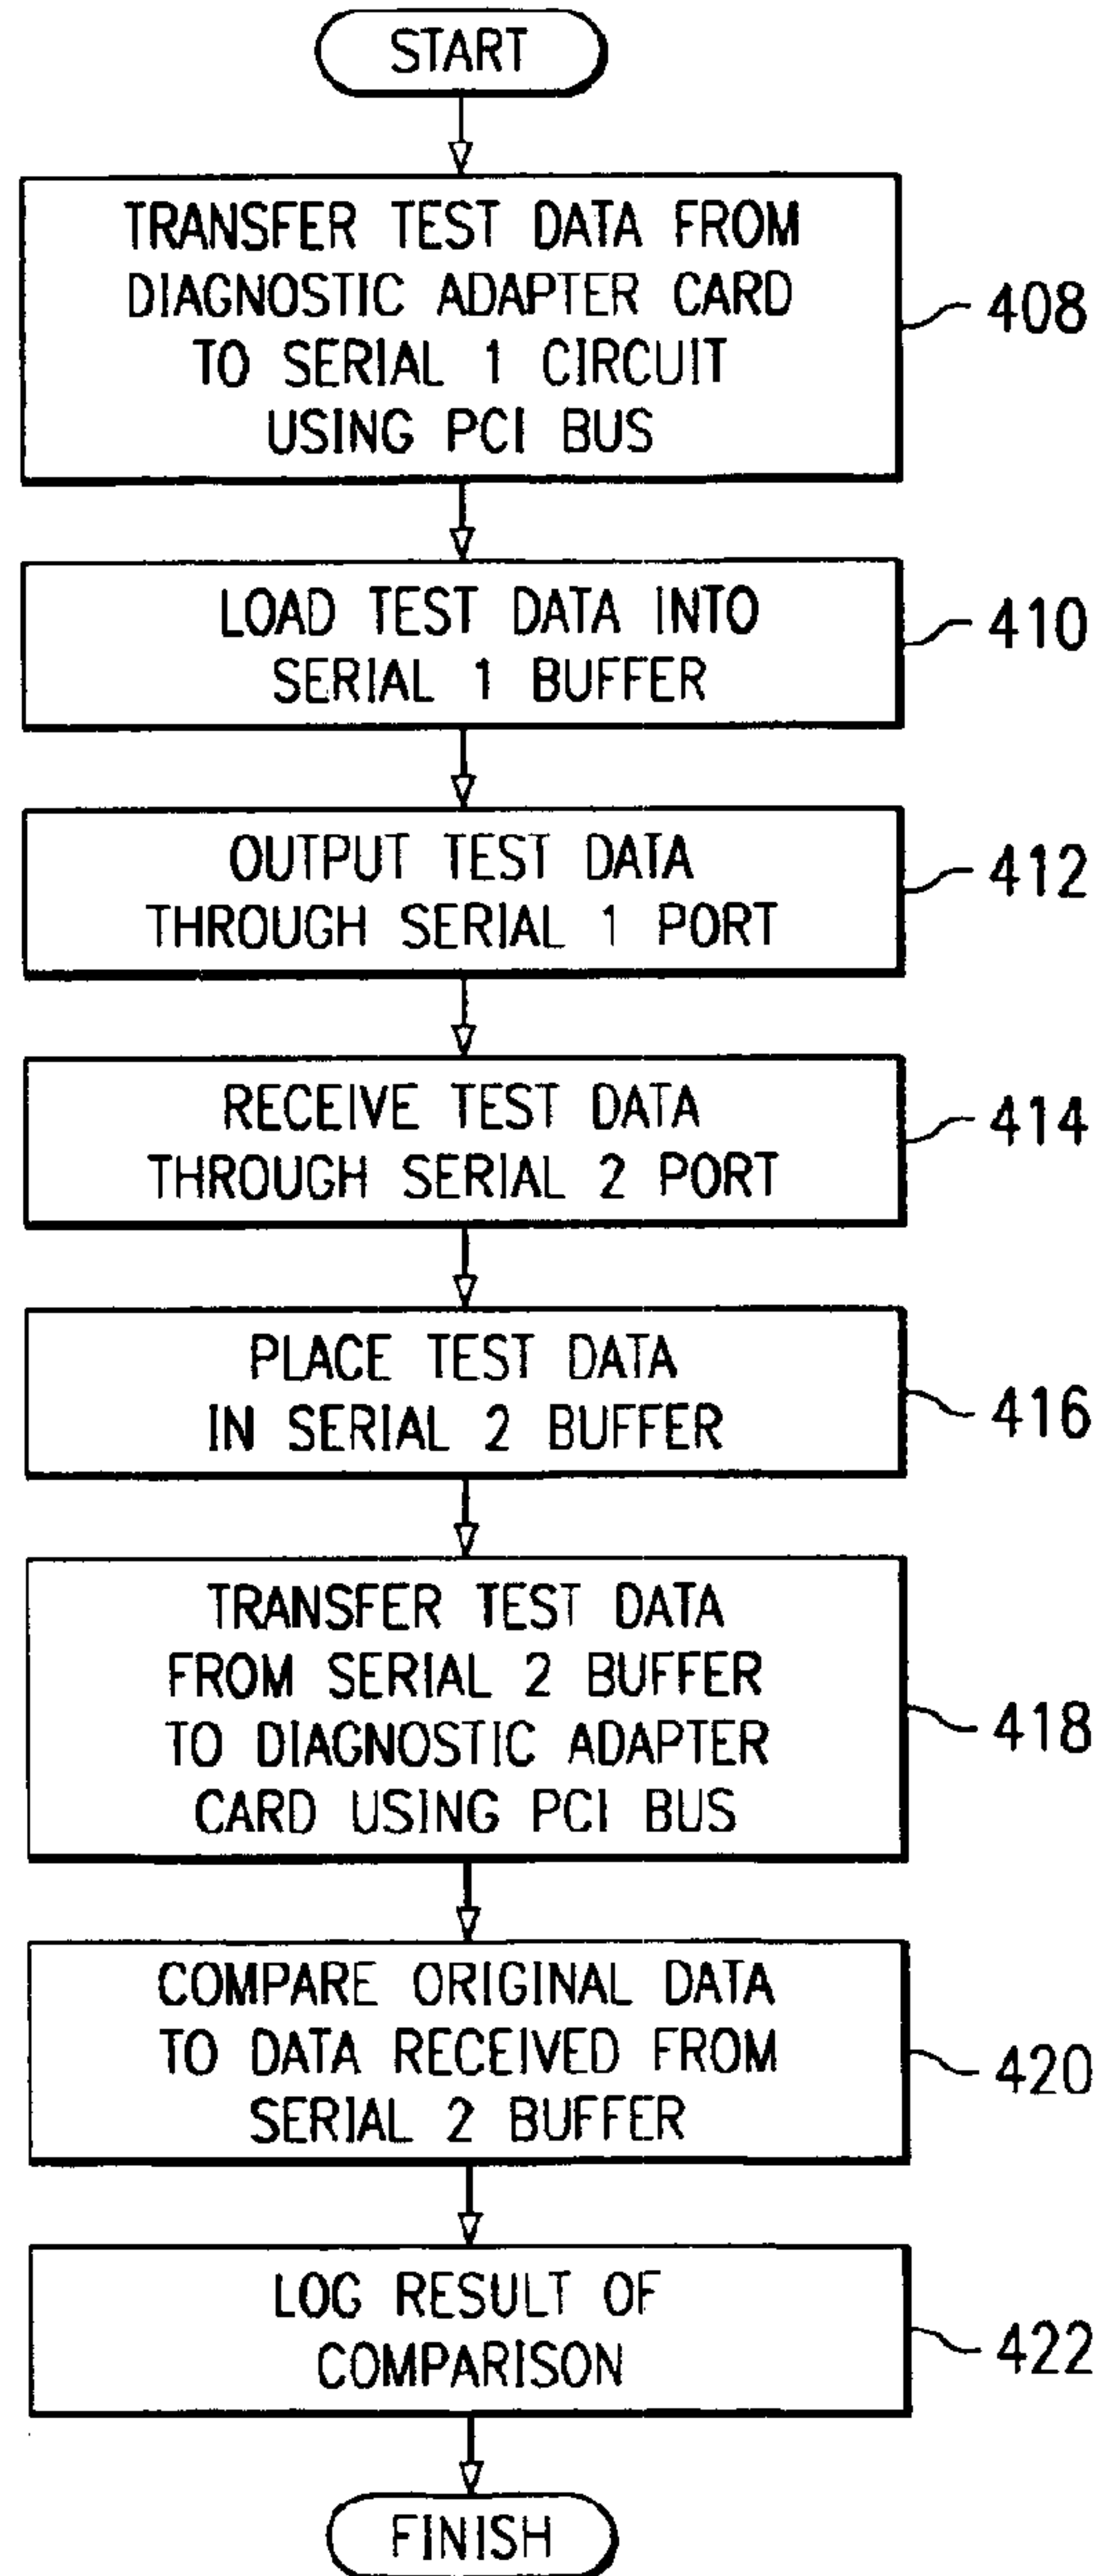 START
TRANSFER TEST DATA FROM
DIAGNOSTIC ADAPTER CARD
TO SERIAL 1 CIRCUIT
USING PCI BUS
408
LOAD TEST DATA INTO
SERIAL 1 BUFFER
410
OUTPUT TEST DATA
THROUGH SERIAL 1 PORT
412
RECEIVE TEST DATA
THROUGH SERIAL 2 PORT
414
PLACE TEST DATA
IN SERIAL 2 BUFFER
416
TRANSFER TEST DATA
FROM SERIAL 2 BUFFER
TO DIAGNOSTIC ADAPTER
CARD USING PCI BUS
418
COMPARE ORIGINAL DATA
TO DATA RECEIVED FROM
SERIAL 2 BUFFER
420
LOG RESULT OF
COMPARISON
422
FINISH